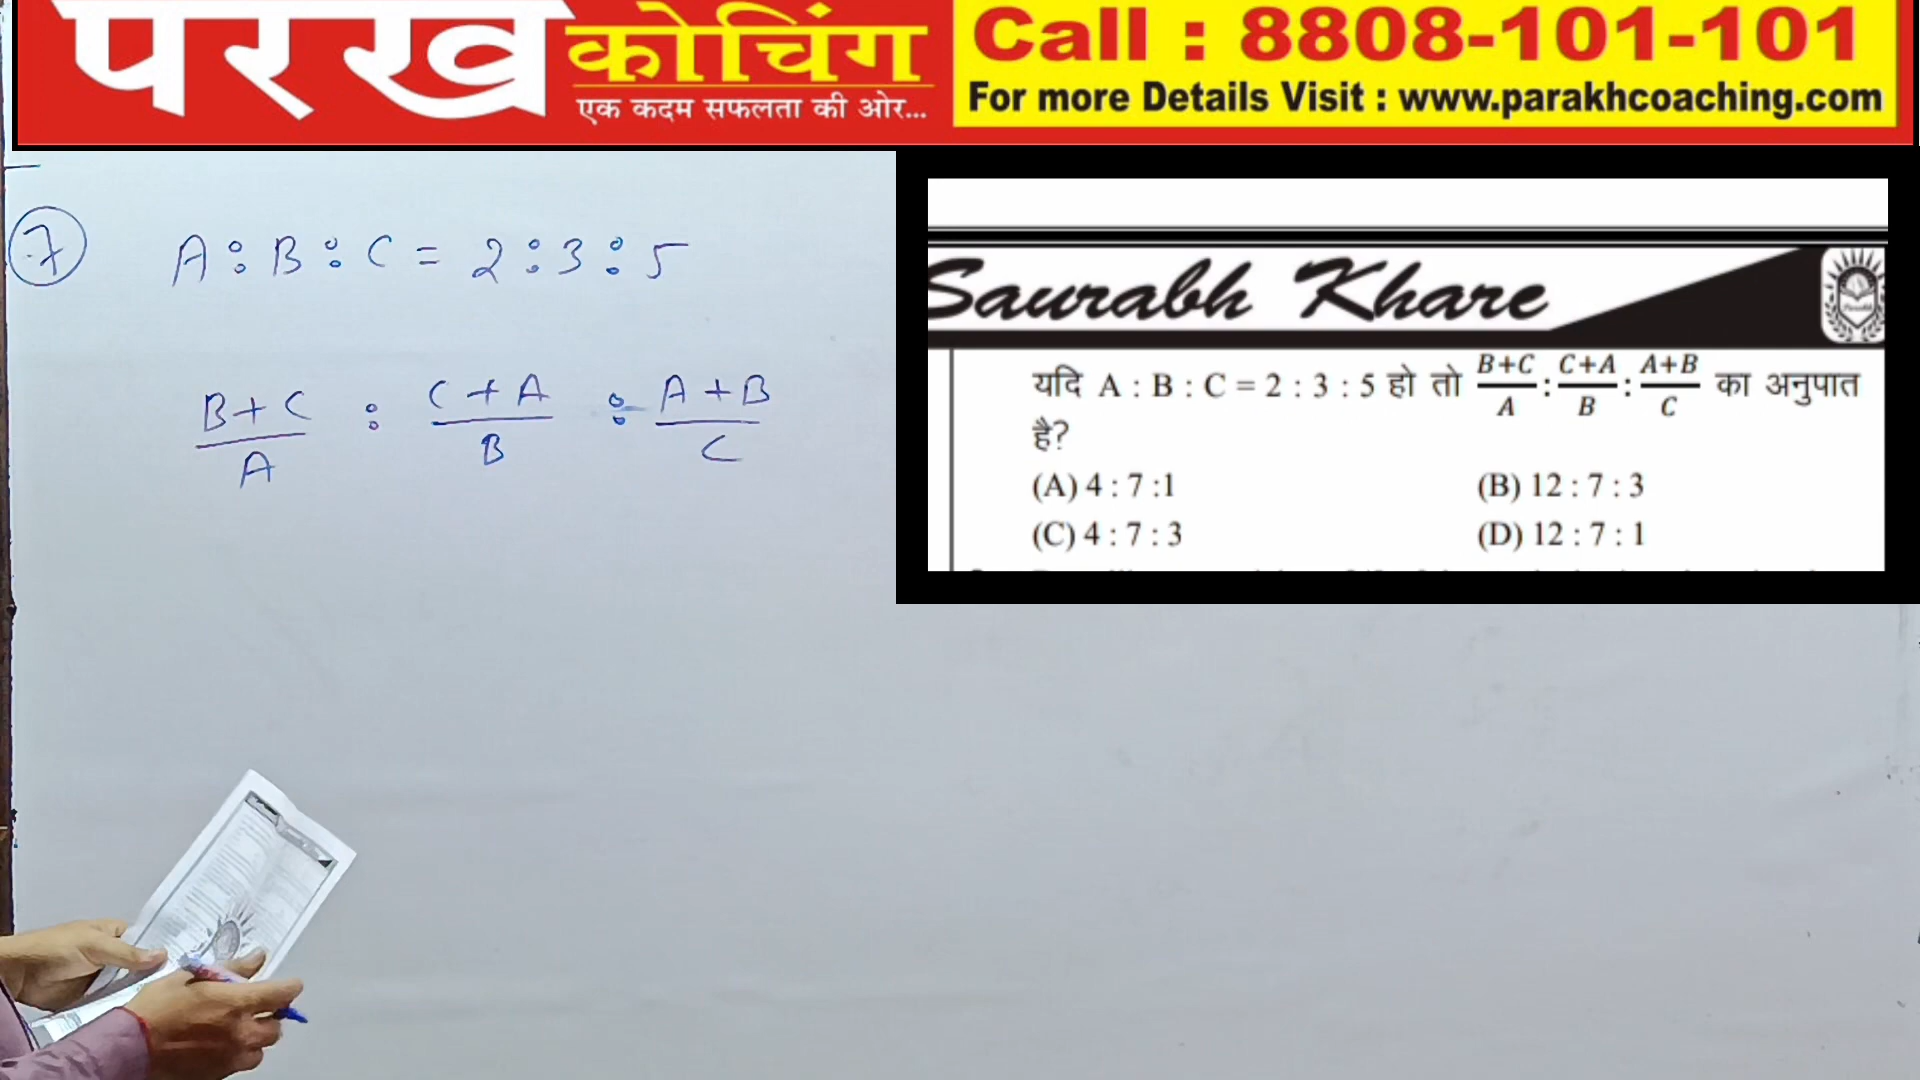 परख कोचिंग
एक कदम सफलता की ओर...
Call : 8808-101-101
For more Details Visit : www.parakhcoaching.com
7 A : B : C = 2 : 3 : 5
B+C/A : C+A/B : A+B/C
Saurabh Khare
यदि A : B : C = 2 : 3 : 5 हो तो B+C/A : C+A/B : A+B/C का अनुपात
है?
(A) 4 : 7 :1 (B) 12 : 7 : 3
(C) 4 : 7 : 3 (D) 12 : 7 : 1